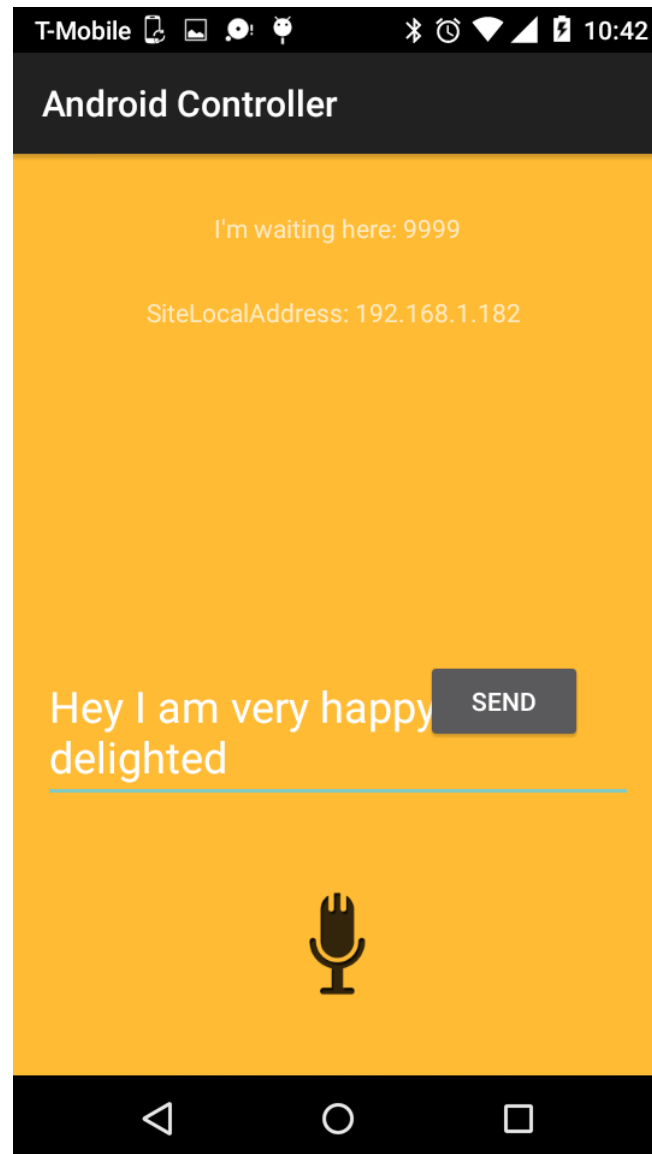 T-Mobile 10:42
Android Controller
I'm waiting here: 9999
SiteLocalAddress: 192.168.1.182
Hey I am very happy SEND
delighted